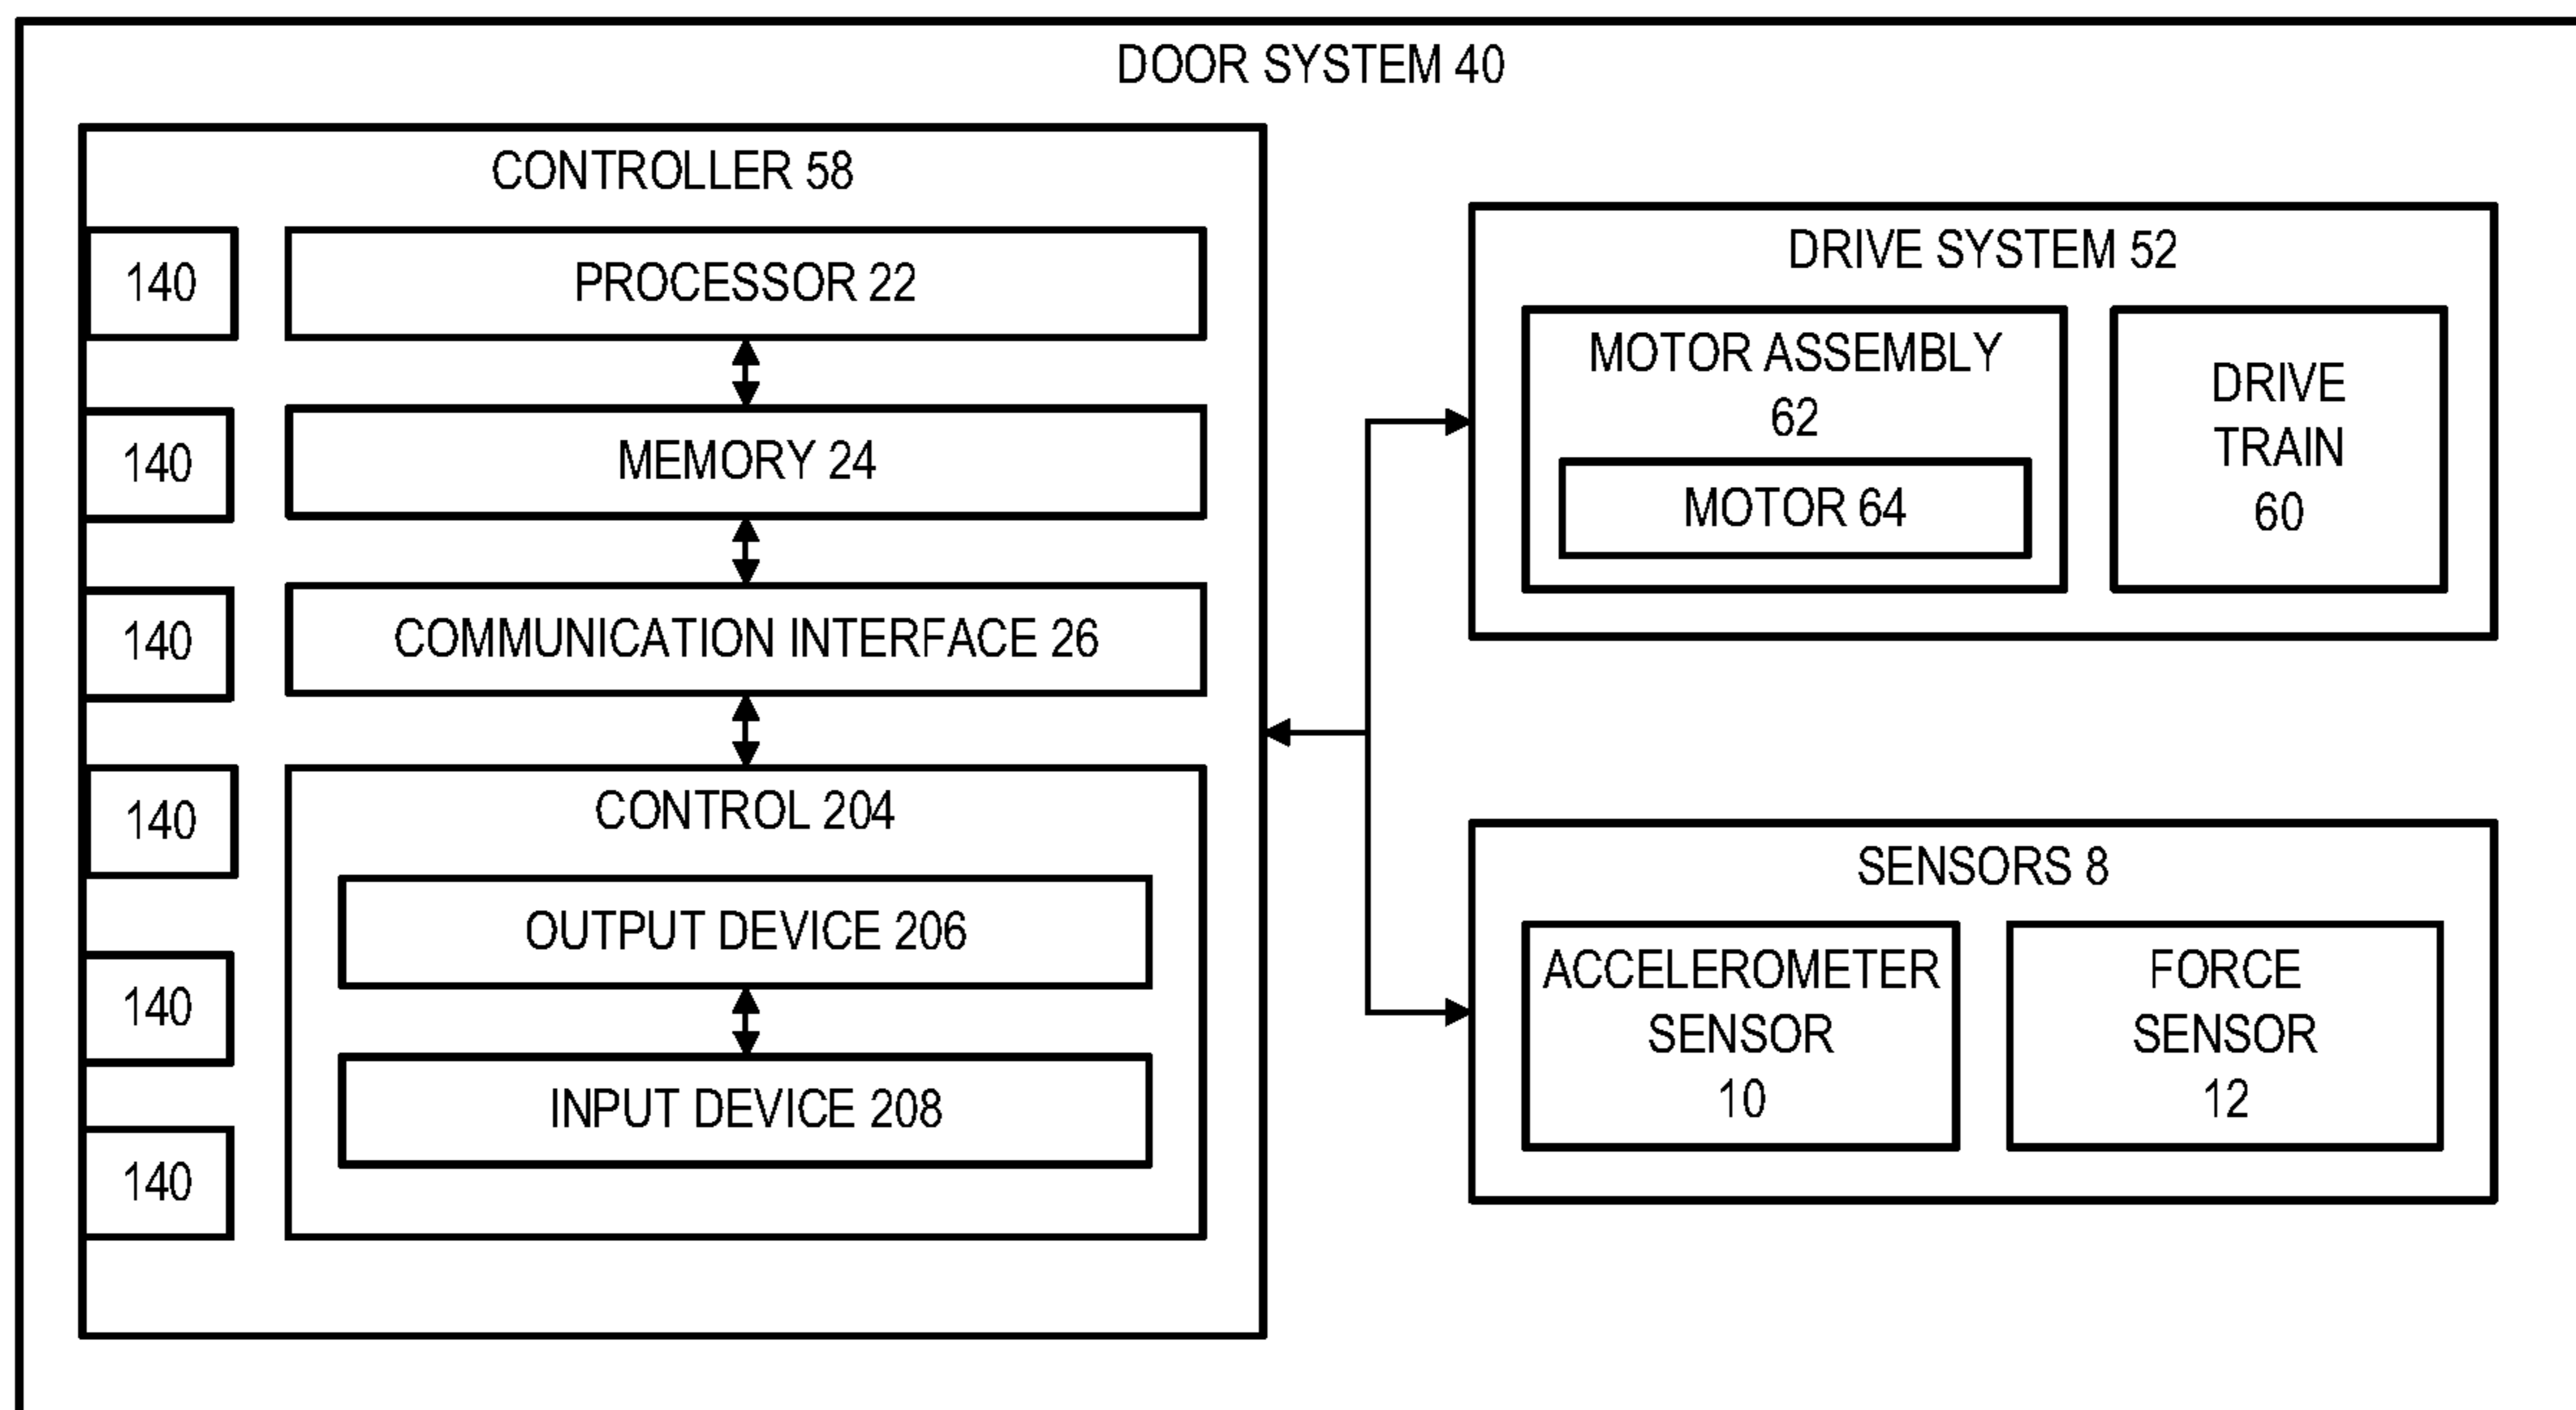 DOOR SYSTEM 40
CONTROLLER 58
140
PROCESSOR 22
140
MEMORY 24
140
COMMUNICATION INTERFACE 26
140
CONTROL 204
140
OUTPUT DEVICE 206
140
INPUT DEVICE 208
DRIVE SYSTEM 52
MOTOR ASSEMBLY
62
MOTOR 64
DRIVE
TRAIN
60
SENSORS 8
ACCELEROMETER
SENSOR
10
FORCE
SENSOR
12